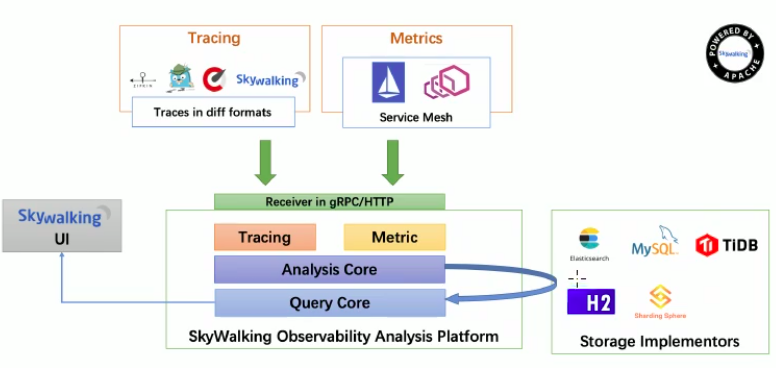 Tracing
Metrics
POWERED BY
Skywalking
APACHE
ZIPKIN
Skywalking
Traces in diff formats
Service Mesh
Receiver in gRPC/HTTP
Skywalking
UI
Tracing
Metric
Analysis Core
Query Core
SkyWalking Observability Analysis Platform
Elasticsearch
MySQL
TiDB
H2
Sharding Sphere
Storage Implementors